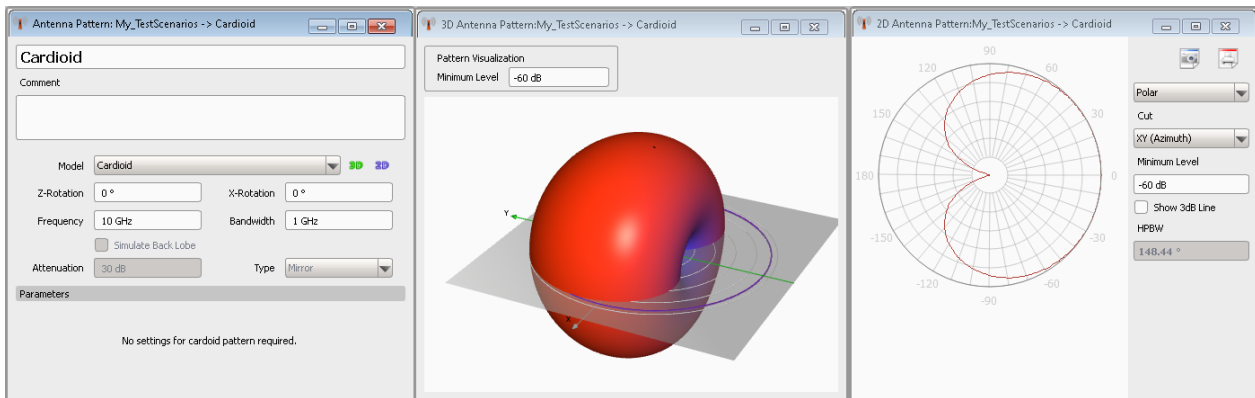 Antenna Pattern: My_TestScenarios -> Cardioid
Cardioid
Comment
Model Cardioid 3D 2D
Z-Rotation 0 ° X-Rotation 0 °
Frequency 10 GHz Bandwidth 1 GHz
Simulate Back Lobe
Attenuation 30 dB Type Mirror
Parameters
No settings for cardoid pattern required.
3D Antenna Pattern:My_TestScenarios -> Cardioid
Pattern Visualization
Minimum Level -60 dB
Y
X
2D Antenna Pattern:My_TestScenarios -> Cardioid
90
120 60
150 30
180 0
-150 -30
-120 -60
-90
Polar
Cut
XY (Azimuth)
Minimum Level
-60 dB
Show 3dB Line
HPBW
148.44 °